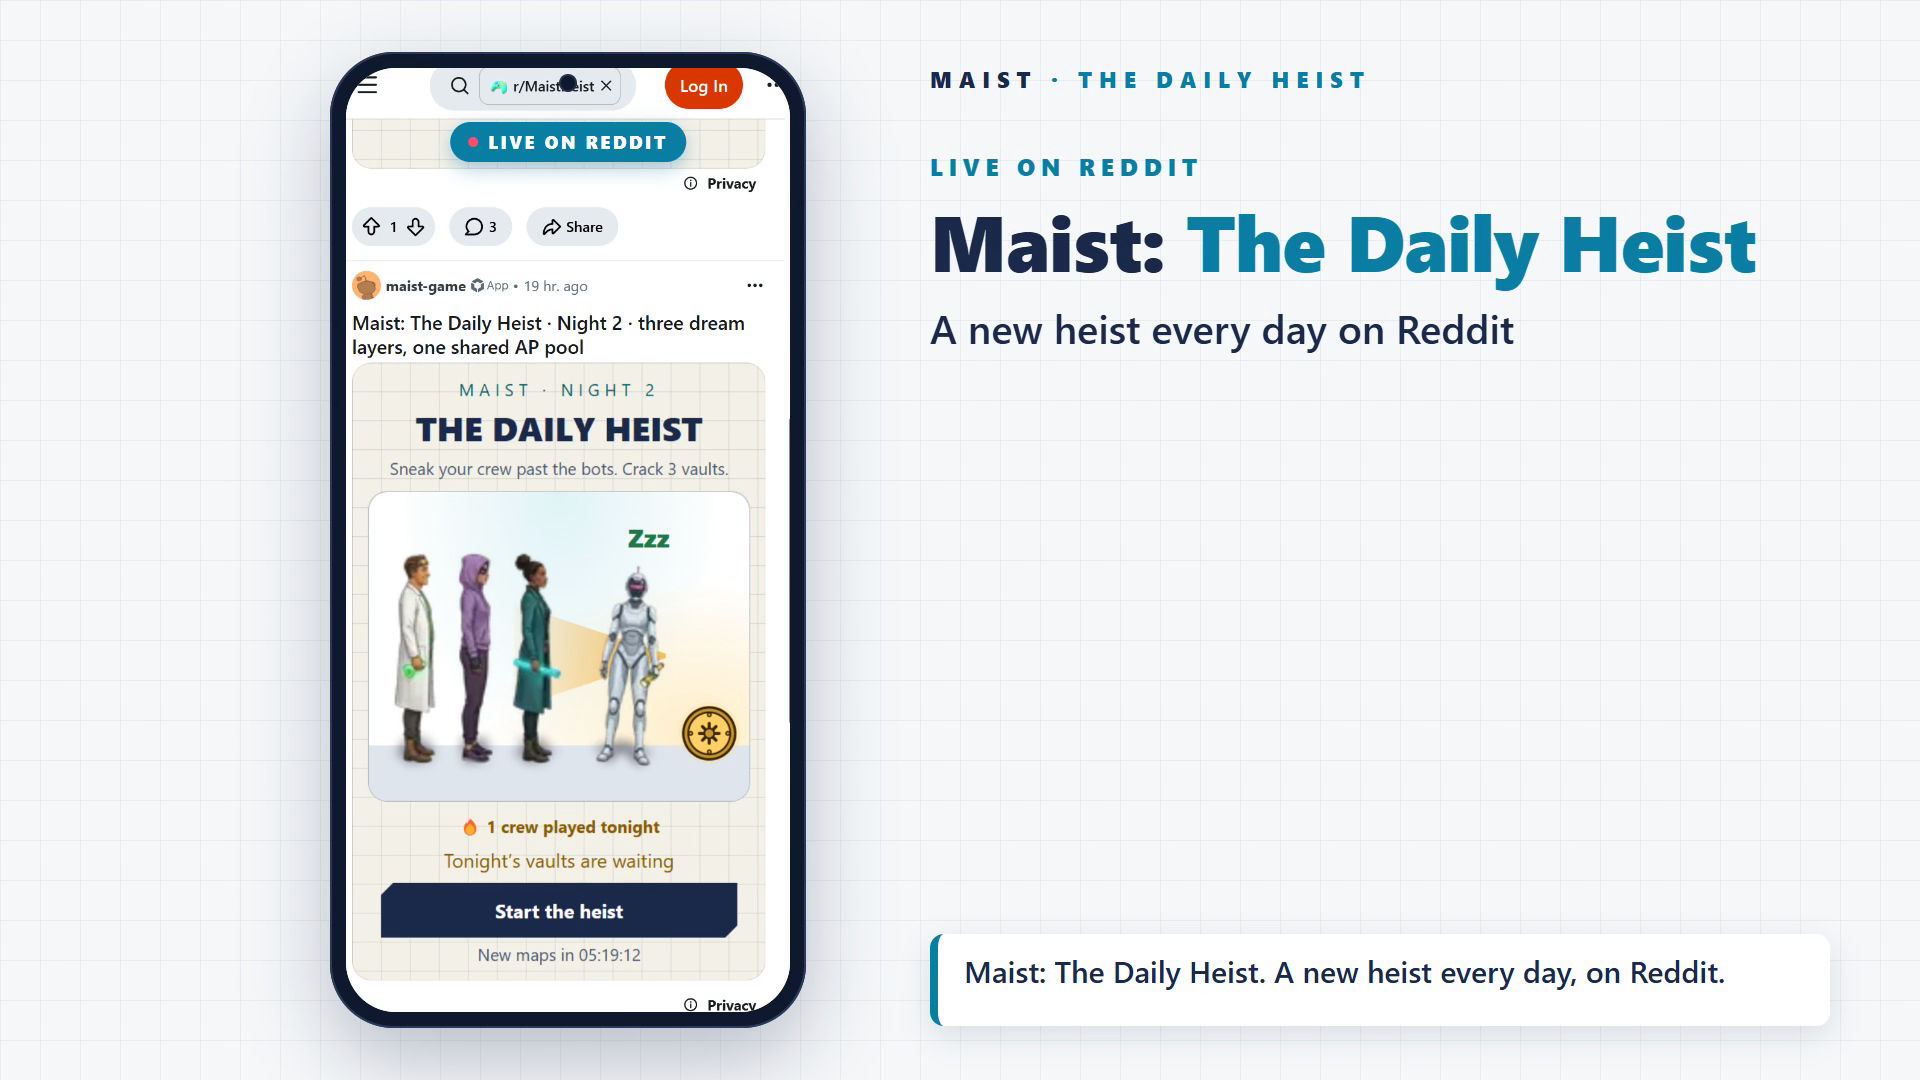 r/MaistHeist
Log In
LIVE ON REDDIT
Privacy
1
3
Share
maist-game App • 19 hr. ago
Maist: The Daily Heist · Night 2 · three dream
layers, one shared AP pool
MAIST · NIGHT 2
THE DAILY HEIST
Sneak your crew past the bots. Crack 3 vaults.
Zzz
1 crew played tonight
Tonight's vaults are waiting
Start the heist
New maps in 05:19:12
Privacy
MAIST · THE DAILY HEIST
LIVE ON REDDIT
Maist: The Daily Heist
A new heist every day on Reddit
Maist: The Daily Heist. A new heist every day, on Reddit.